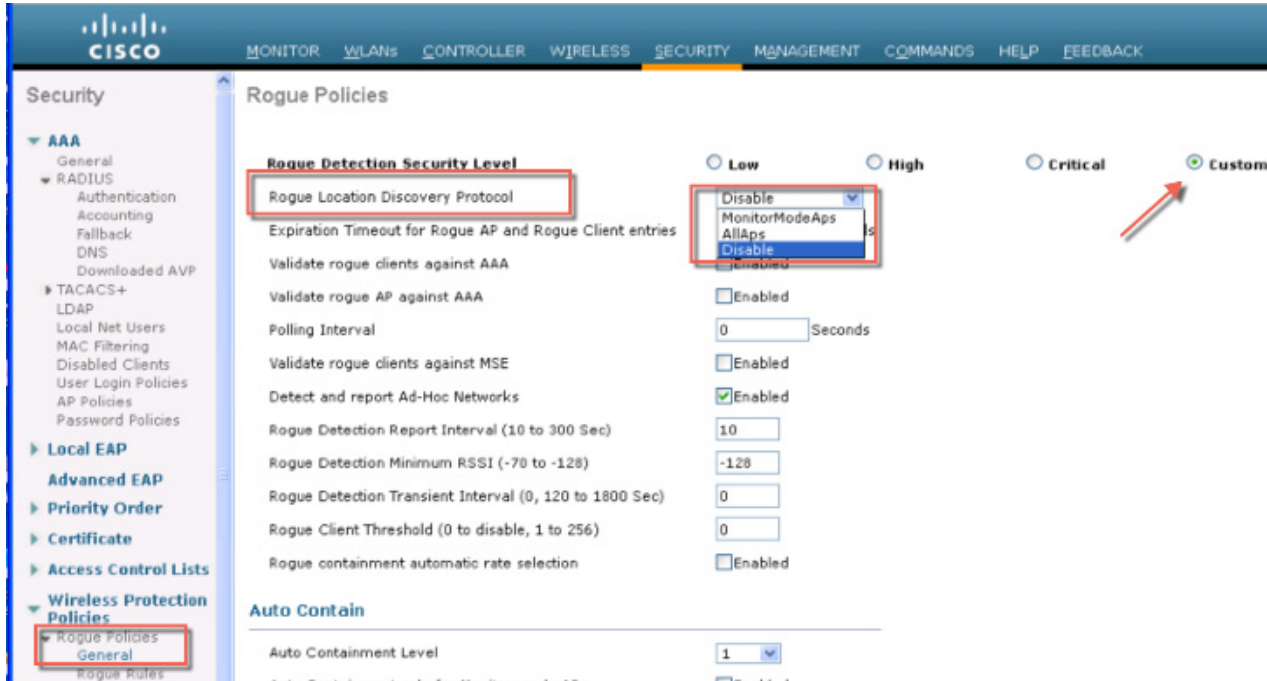 CISCO
MONITOR WLANs CONTROLLER WIRELESS SECURITY MANAGEMENT COMMANDS HELP FEEDBACK
Security
AAA
General
RADIUS
Authentication
Accounting
Fallback
DNS
Downloaded AVP
TACACS+
LDAP
Local Net Users
MAC Filtering
Disabled Clients
User Login Policies
AP Policies
Password Policies
Local EAP
Advanced EAP
Priority Order
Certificate
Access Control Lists
Wireless Protection
Policies
Rogue Policies
General
Rogue Rules
Rogue Policies
Rogue Detection Security Level Low High Critical Custom
Rogue Location Discovery Protocol Disable
MonitorModeAps
AllAps
Disable
Expiration Timeout for Rogue AP and Rogue Client entries
Validate rogue clients against AAA Enabled
Validate rogue AP against AAA Enabled
Polling Interval 0 Seconds
Validate rogue clients against MSE Enabled
Detect and report Ad-Hoc Networks Enabled
Rogue Detection Report Interval (10 to 300 Sec) 10
Rogue Detection Minimum RSSI (-70 to -128) -128
Rogue Detection Transient Interval (0, 120 to 1800 Sec) 0
Rogue Client Threshold (0 to disable, 1 to 256) 0
Rogue containment automatic rate selection Enabled
Auto Contain
Auto Containment Level 1